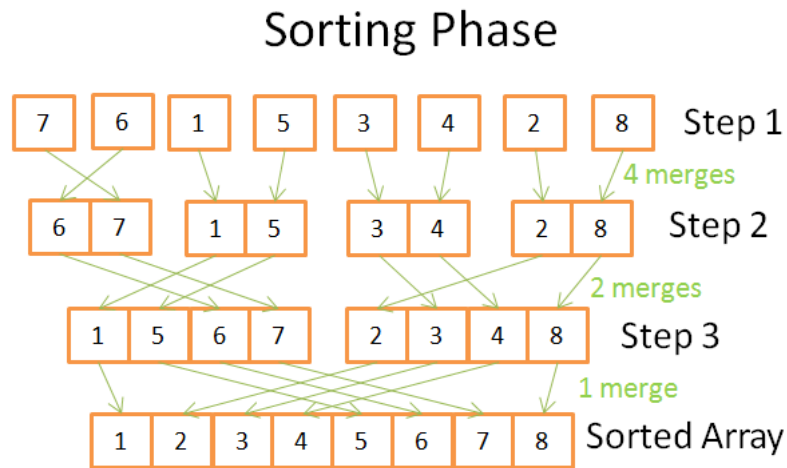 Sorting Phase
7 6 1 5 3 4 2 8 Step 1
4 merges
6 7 1 5 3 4 2 8 Step 2
2 merges
1 5 6 7 2 3 4 8 Step 3
1 merge
1 2 3 4 5 6 7 8 Sorted Array